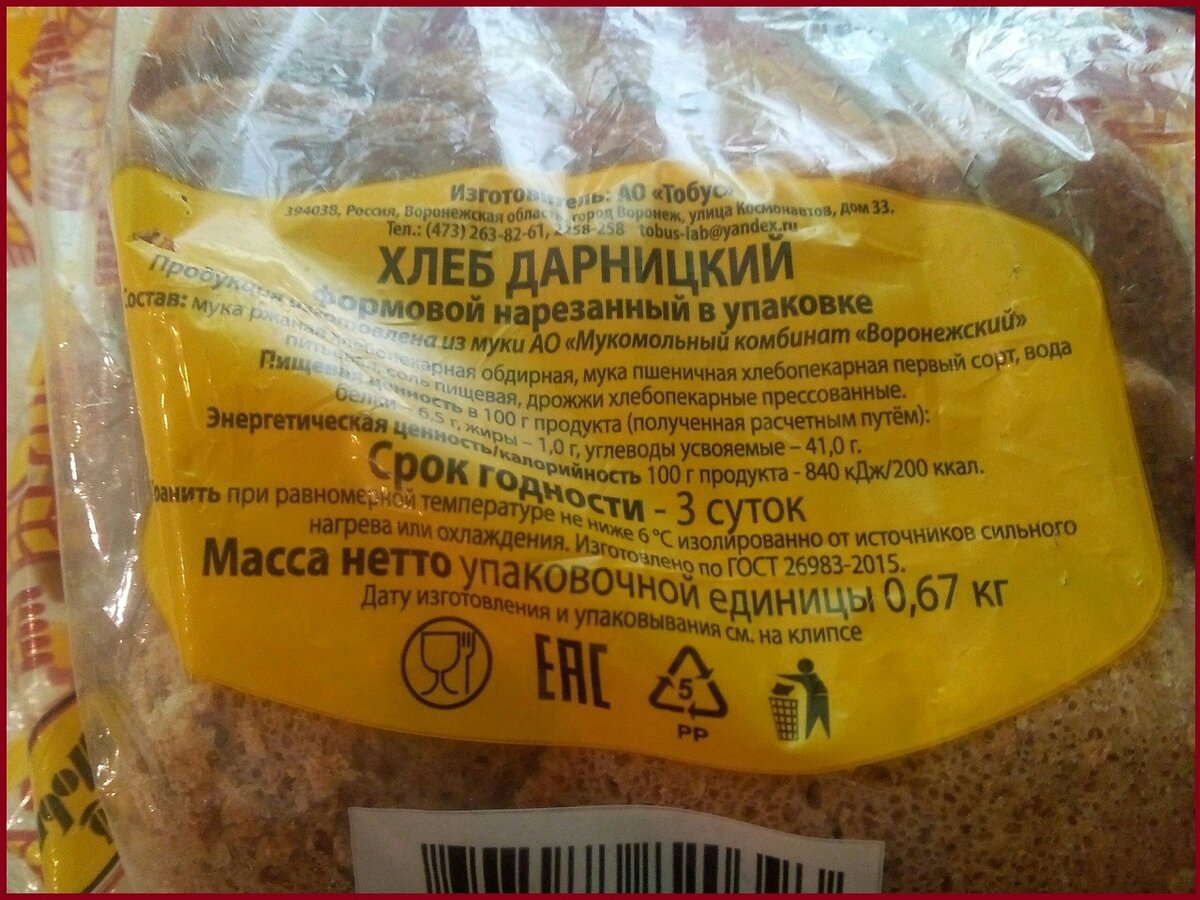 Изготовитель: АО «Тобус»
394038, Россия, Воронежская область, город Воронеж, улица Космонавтов, дом 33.
Тел.: (473) 263-82-61, 2258-258 tobus-lab@yandex.ru
ХЛЕБ ДАРНИЦКИЙ
формовой нарезанный в упаковке
Продукция изготовлена из муки АО «Мукомольный комбинат «Воронежский»
Состав: мука ржаная хлебопекарная обдирная, мука пшеничная хлебопекарная первый сорт, вода
питьевая, соль пищевая, дрожжи хлебопекарные прессованные.
Пищевая ценность в 100 г продукта (полученная расчетным путём):
белки – 6,5 г, жиры – 1,0 г, углеводы усвояемые – 41,0 г.
Энергетическая ценность/калорийность 100 г продукта - 840 кДж/200 ккал.
Срок годности - 3 суток
Хранить при равномерной температуре не ниже 6 °С изолированно от источников сильного
нагрева или охлаждения. Изготовлено по ГОСТ 26983-2015.
Масса нетто упаковочной единицы 0,67 кг
Дату изготовления и упаковывания см. на клипсе
EAC
5
PP